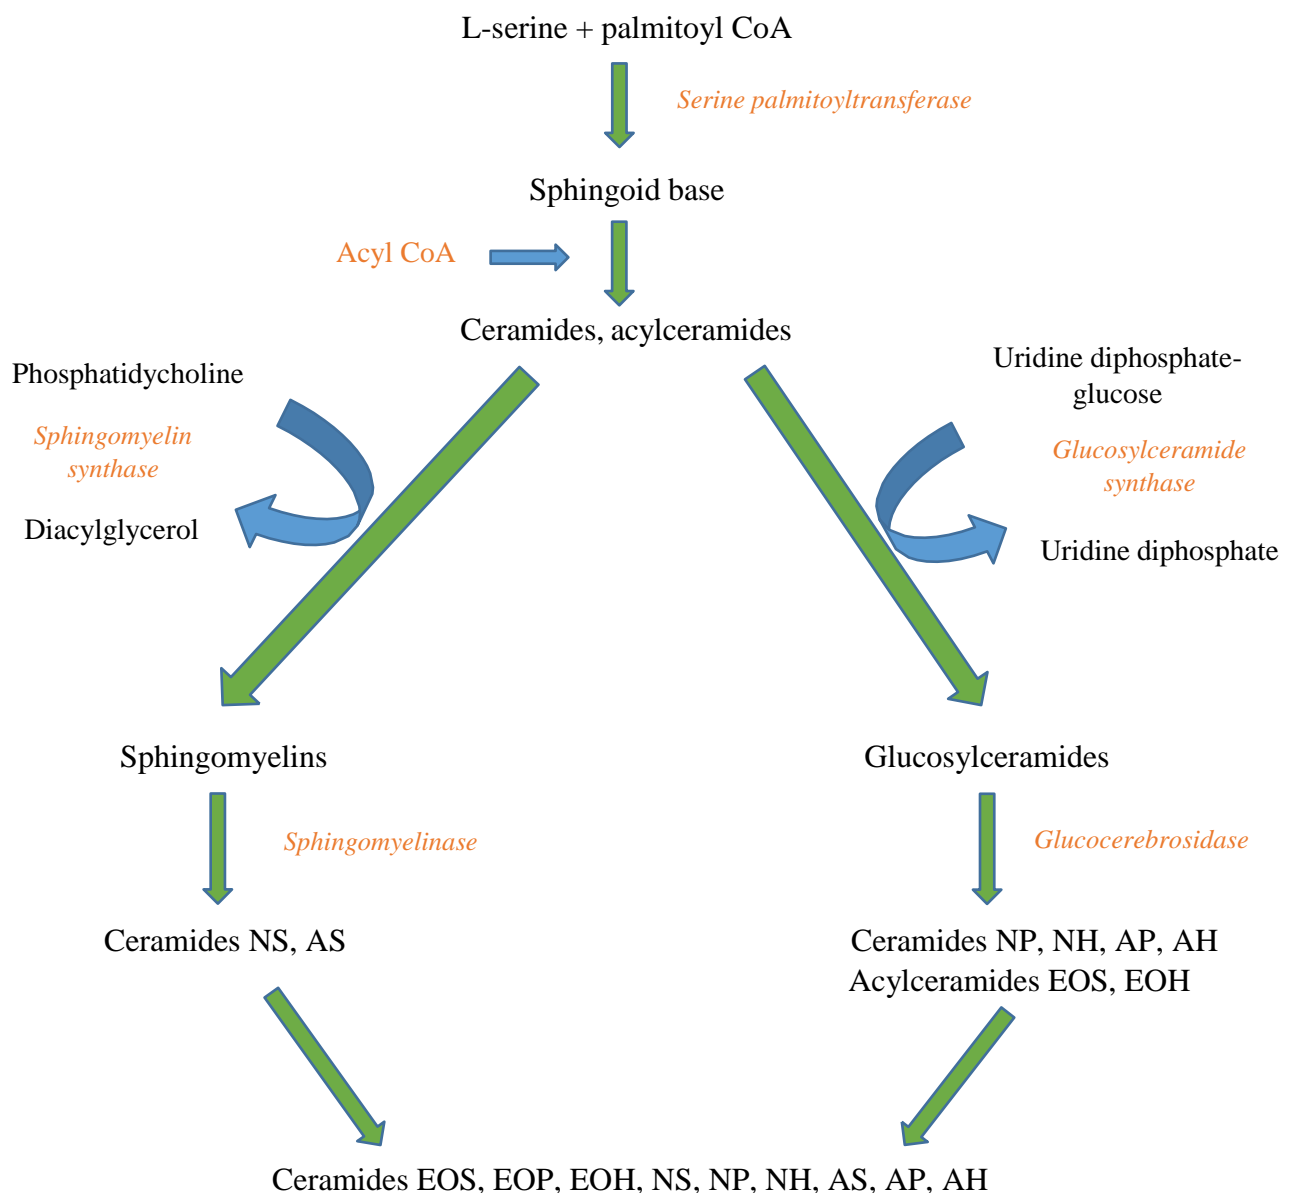 L-serine + palmitoyl CoA
Serine palmitoyltransferase
Sphingoid base
Acyl CoA
Ceramides, acylceramides
Phosphatidycholine
Sphingomyelin
synthase
Diacylglycerol
Uridine diphosphate-
glucose
Glucosylceramide
synthase
Uridine diphosphate
Sphingomyelins
Glucosylceramides
Sphingomyelinase
Glucocerebrosidase
Ceramides NS, AS
Ceramides NP, NH, AP, AH
Acylceramides EOS, EOH
Ceramides EOS, EOP, EOH, NS, NP, NH, AS, AP, AH